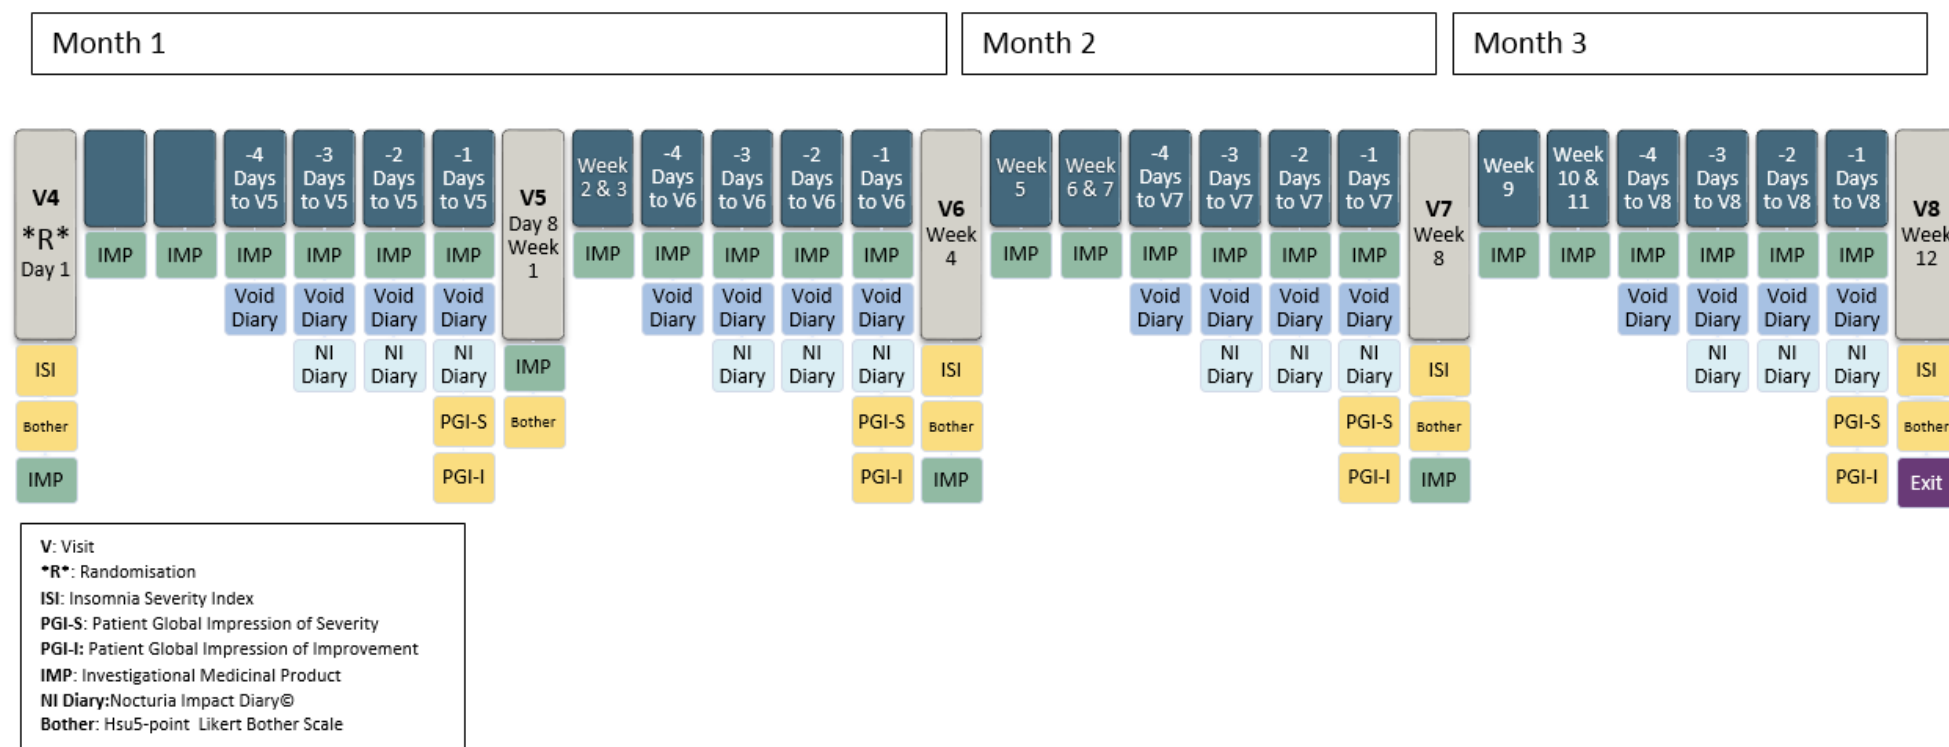 Month 1
Month 2
Month 3
V4
*R*
Day 1
-4
Days
to V5
-3
Days
to V5
-2
Days
to V5
-1
Days
to V5
V5
Day 8
Week
1
Week
2 & 3
-4
Days
to V6
-3
Days
to V6
-2
Days
to V6
-1
Days
to V6
V6
Week
4
Week
5
Week
6 & 7
-4
Days
to V7
-3
Days
to V7
-2
Days
to V7
-1
Days
to V7
V7
Week
8
Week
9
Week
10 &
11
-4
Days
to V8
-3
Days
to V8
-2
Days
to V8
-1
Days
to V8
V8
Week
12
IMP IMP IMP IMP IMP IMP IMP IMP IMP IMP IMP IMP IMP IMP IMP IMP IMP IMP IMP IMP IMP IMP IMP
Void Void Void Void Void Void Void Void Void Void Void Void Void Void Void Void
Diary Diary Diary Diary Diary Diary Diary Diary Diary Diary Diary Diary Diary Diary Diary Diary
NI NI NI NI NI NI NI NI NI NI NI NI
Diary Diary Diary Diary Diary Diary Diary Diary Diary Diary Diary Diary
ISI IMP ISI ISI ISI
Bother PGI-S Bother PGI-S Bother PGI-S Bother PGI-S Bother
IMP PGI-I PGI-I IMP PGI-I IMP PGI-I Exit
V: Visit
*R*: Randomisation
ISI: Insomnia Severity Index
PGI-S: Patient Global Impression of Severity
PGI-I: Patient Global Impression of Improvement
IMP: Investigational Medicinal Product
NI Diary:Nocturia Impact Diary©
Bother: Hsu5-point Likert Bother Scale